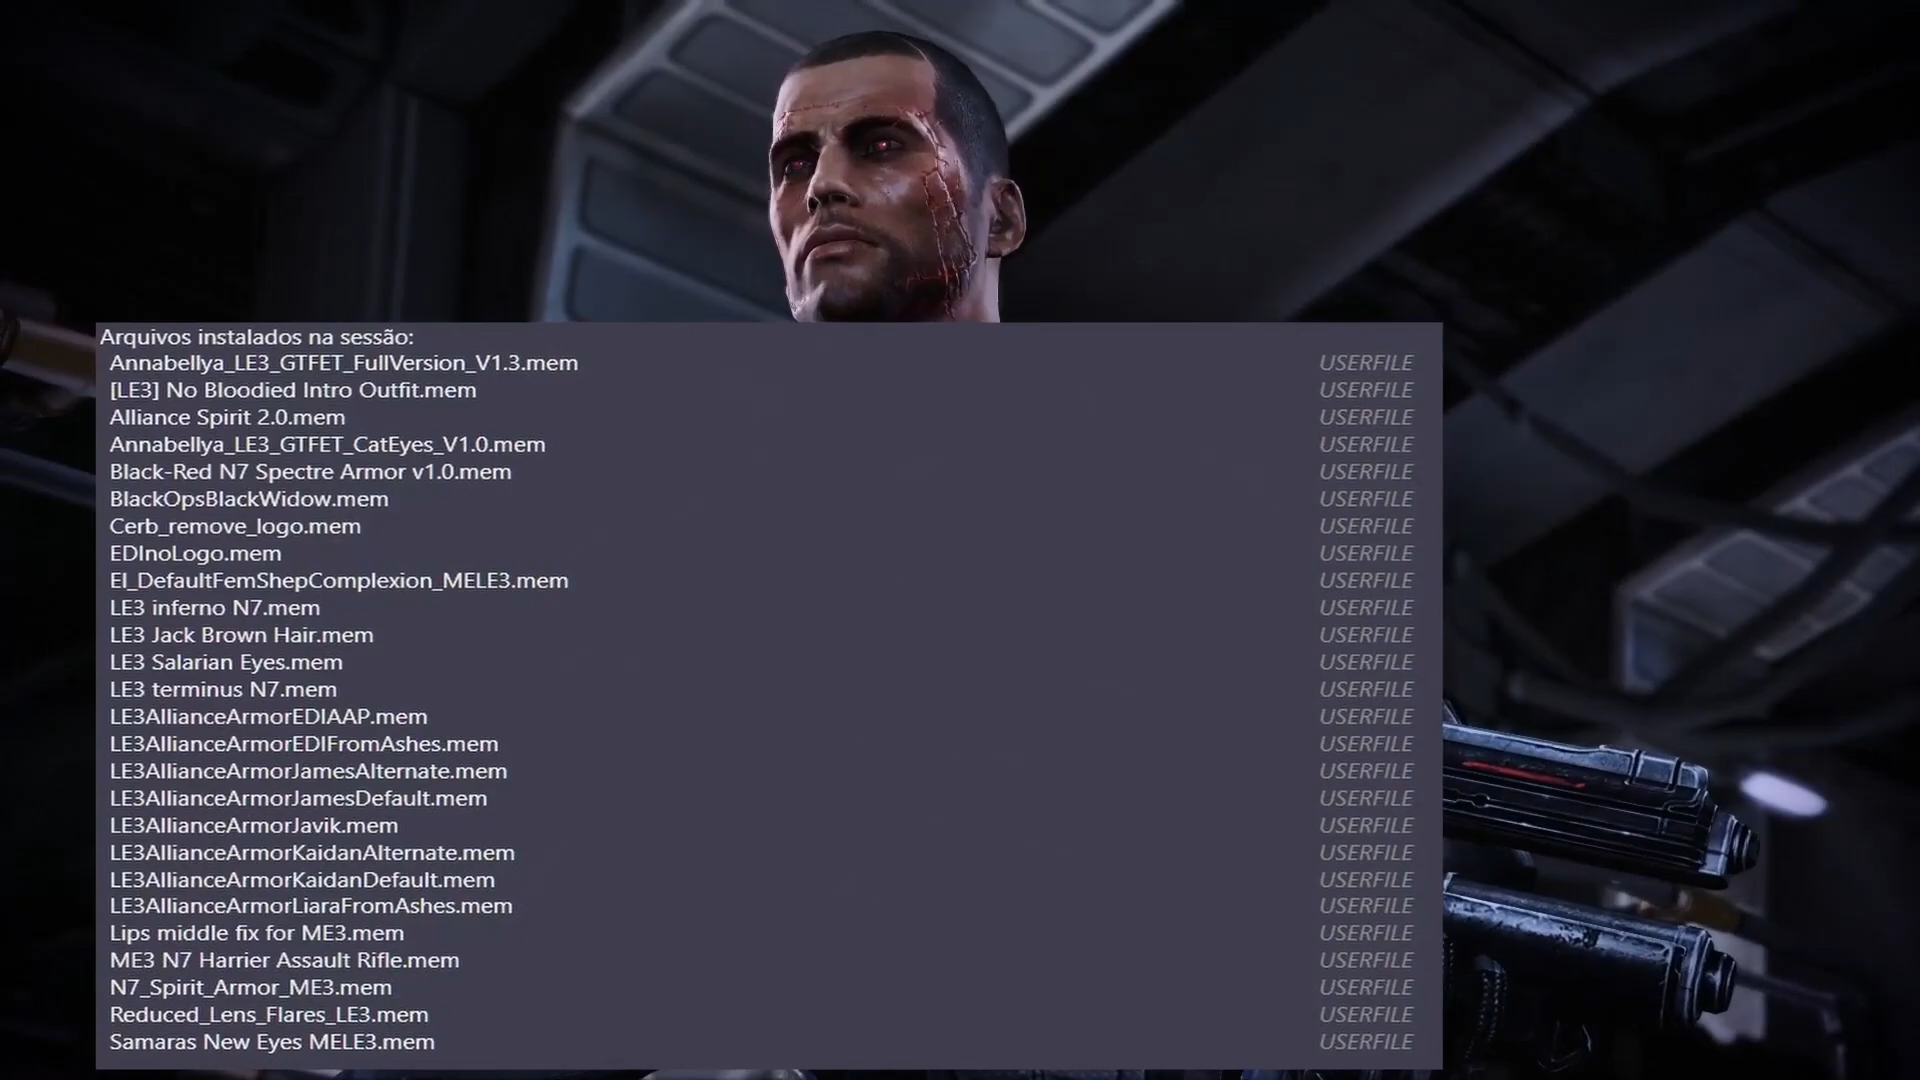 Arquivos instalados na sessão:
Annabellya_LE3_GTFET_FullVersion_V1.3.mem USERFILE
[LE3] No Bloodied Intro Outfit.mem USERFILE
Alliance Spirit 2.0.mem USERFILE
Annabellya_LE3_GTFET_CatEyes_V1.0.mem USERFILE
Black-Red N7 Spectre Armor v1.0.mem USERFILE
BlackOpsBlackWidow.mem USERFILE
Cerb_remove_logo.mem USERFILE
EDInoLogo.mem USERFILE
EI_DefaultFemShepComplexion_MELE3.mem USERFILE
LE3 inferno N7.mem USERFILE
LE3 Jack Brown Hair.mem USERFILE
LE3 Salarian Eyes.mem USERFILE
LE3 terminus N7.mem USERFILE
LE3AllianceArmorEDIAAP.mem USERFILE
LE3AllianceArmorEDIFromAshes.mem USERFILE
LE3AllianceArmorJamesAlternate.mem USERFILE
LE3AllianceArmorJamesDefault.mem USERFILE
LE3AllianceArmorJavik.mem USERFILE
LE3AllianceArmorKaidanAlternate.mem USERFILE
LE3AllianceArmorKaidanDefault.mem USERFILE
LE3AllianceArmorLiaraFromAshes.mem USERFILE
Lips middle fix for ME3.mem USERFILE
ME3 N7 Harrier Assault Rifle.mem USERFILE
N7_Spirit_Armor_ME3.mem USERFILE
Reduced_Lens_Flares_LE3.mem USERFILE
Samaras New Eyes MELE3.mem USERFILE